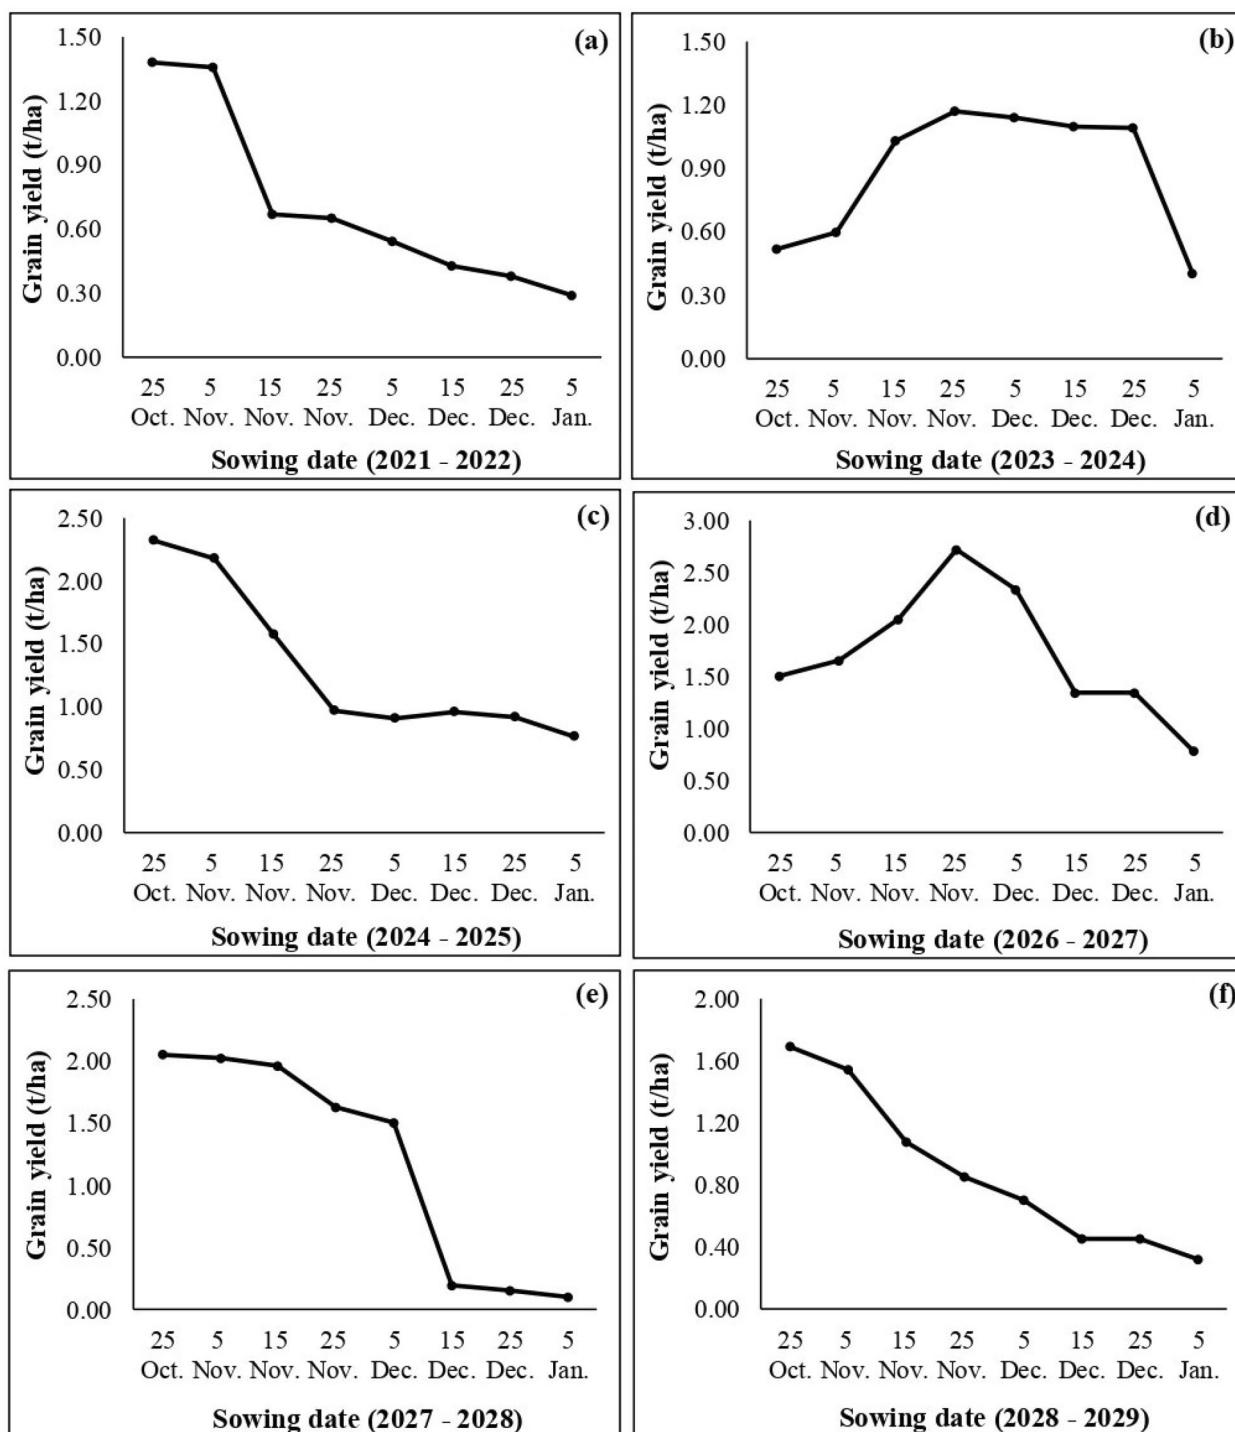 (a)
Grain yield (t/ha)
1.50
1.20
0.90
0.60
0.30
0.00
25 5 15 25 5 15 25 5
Oct. Nov. Nov. Nov. Dec. Dec. Dec. Jan.
Sowing date (2021 - 2022)
(b)
Grain yield (t/ha)
1.50
1.20
0.90
0.60
0.30
0.00
25 5 15 25 5 15 25 5
Oct. Nov. Nov. Nov. Dec. Dec. Dec. Jan.
Sowing date (2023 - 2024)
(c)
Grain yield (t/ha)
2.50
2.00
1.50
1.00
0.50
0.00
25 5 15 25 5 15 25 5
Oct. Nov. Nov. Nov. Dec. Dec. Dec. Jan.
Sowing date (2024 - 2025)
(d)
Grain yield (t/ha)
3.00
2.50
2.00
1.50
1.00
0.50
0.00
25 5 15 25 5 15 25 5
Oct. Nov. Nov. Nov. Dec. Dec. Dec. Jan.
Sowing date (2026 - 2027)
(e)
Grain yield (t/ha)
2.50
2.00
1.50
1.00
0.50
0.00
25 5 15 25 5 15 25 5
Oct. Nov. Nov. Nov. Dec. Dec. Dec. Jan.
Sowing date (2027 - 2028)
(f)
Grain yield (t/ha)
2.00
1.60
1.20
0.80
0.40
0.00
25 5 15 25 5 15 25 5
Oct. Nov. Nov. Nov. Dec. Dec. Dec. Jan.
Sowing date (2028 - 2029)